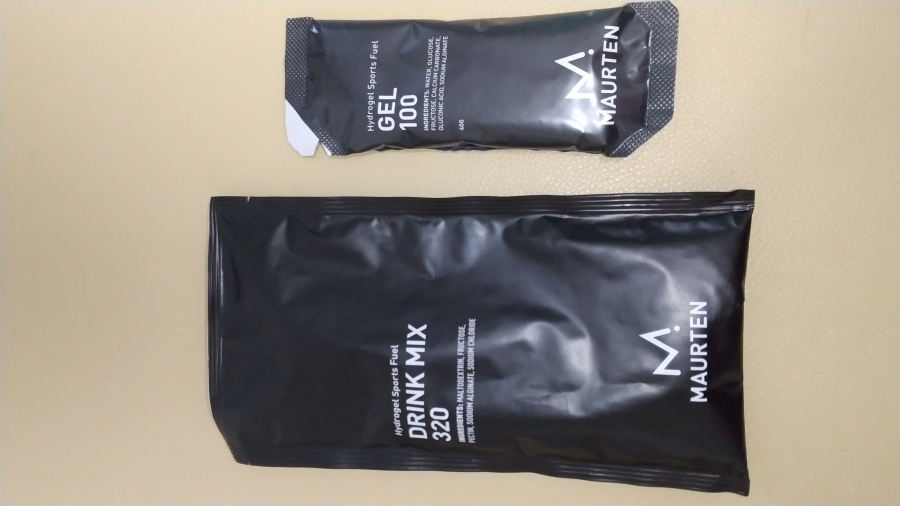 Hydrogel Sports Fuel
GEL
100
INGREDIENTS: WATER, GLUCOSE,
FRUCTOSE, CALCIUM CARBONATE,
GLUCONIC ACID, SODIUM ALGINATE
40G
MAURTEN
Hydrogel Sports Fuel
DRINK MIX
320
INGREDIENTS: MALTODEXTRIN, FRUCTOSE,
PECTIN, SODIUM ALGINATE, SODIUM CHLORIDE
MAURTEN